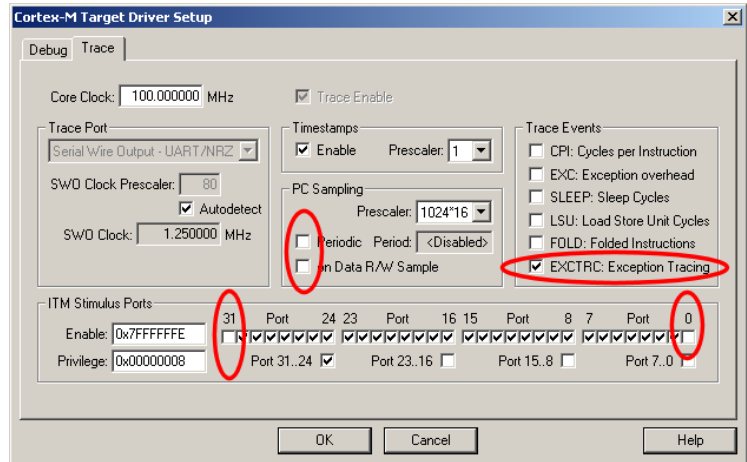 Cortex-M Target Driver Setup
Debug Trace
Core Clock: 100.000000 MHz
Trace Enable
Trace Port
Serial Wire Output - UART/NRZ
SWO Clock Prescaler: 80
Autodetect
SWO Clock: 1.250000 MHz
Timestamps
Enable Prescaler: 1
PC Sampling
Prescaler: 1024*16
Periodic Period: <Disabled>
on Data R/W Sample
Trace Events
CPI: Cycles per Instruction
EXC: Exception overhead
SLEEP: Sleep Cycles
LSU: Load Store Unit Cycles
FOLD: Folded Instructions
EXCTRC: Exception Tracing
ITM Stimulus Ports
31 Port 24 23 Port 16 15 Port 8 7 Port 0
Enable: 0x7FFFFFFE
Privilege: 0x00000008 Port 31..24 Port 23..16 Port 15..8 Port 7..0
OK Cancel Help